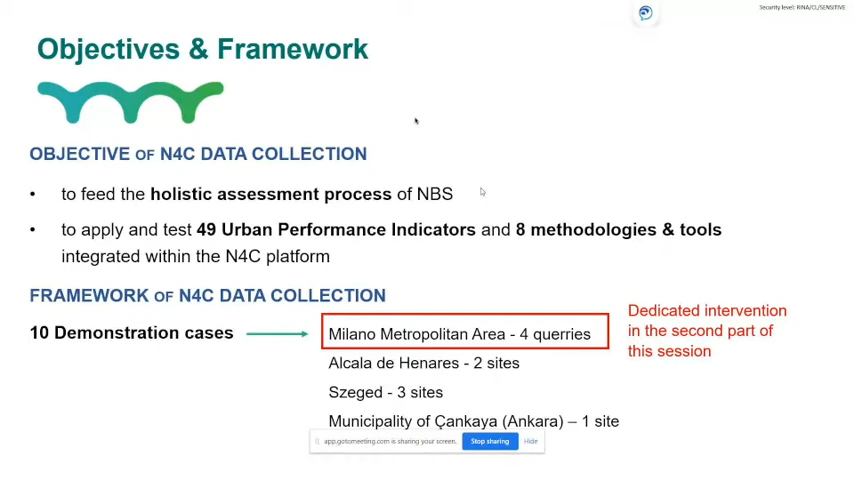 Security level: RINA/CL/SENSITIVE
Objectives & Framework
OBJECTIVE OF N4C DATA COLLECTION
• to feed the holistic assessment process of NBS
• to apply and test 49 Urban Performance Indicators and 8 methodologies & tools
integrated within the N4C platform
FRAMEWORK OF N4C DATA COLLECTION
10 Demonstration cases
Milano Metropolitan Area - 4 querries
Alcala de Henares - 2 sites
Szeged - 3 sites
Municipality of Çankaya (Ankara) – 1 site
Dedicated intervention
in the second part of
this session
app.gotomeeting.com is sharing your screen.
Stop sharing
Hide